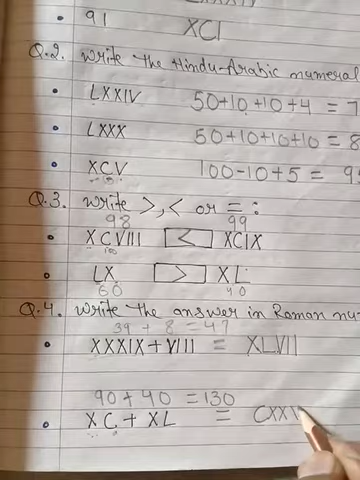 • 91 XCI
Q.2. Write the Hindu-Arabic numeral
• LXXIV 50+10+10+4 = 7
• LXXX 50+10+10+10 = 8
• XCV 100-10+5 = 9
Q.3. Write >, < or = :
98 99
• XCVIII < XCIX
• LX > XL
60 40
Q.4. Write the answer in Roman nu
39 + 8 = 47
• XXXIX+VIII = XLVII
90+40 =130
• XC + XL = CXX